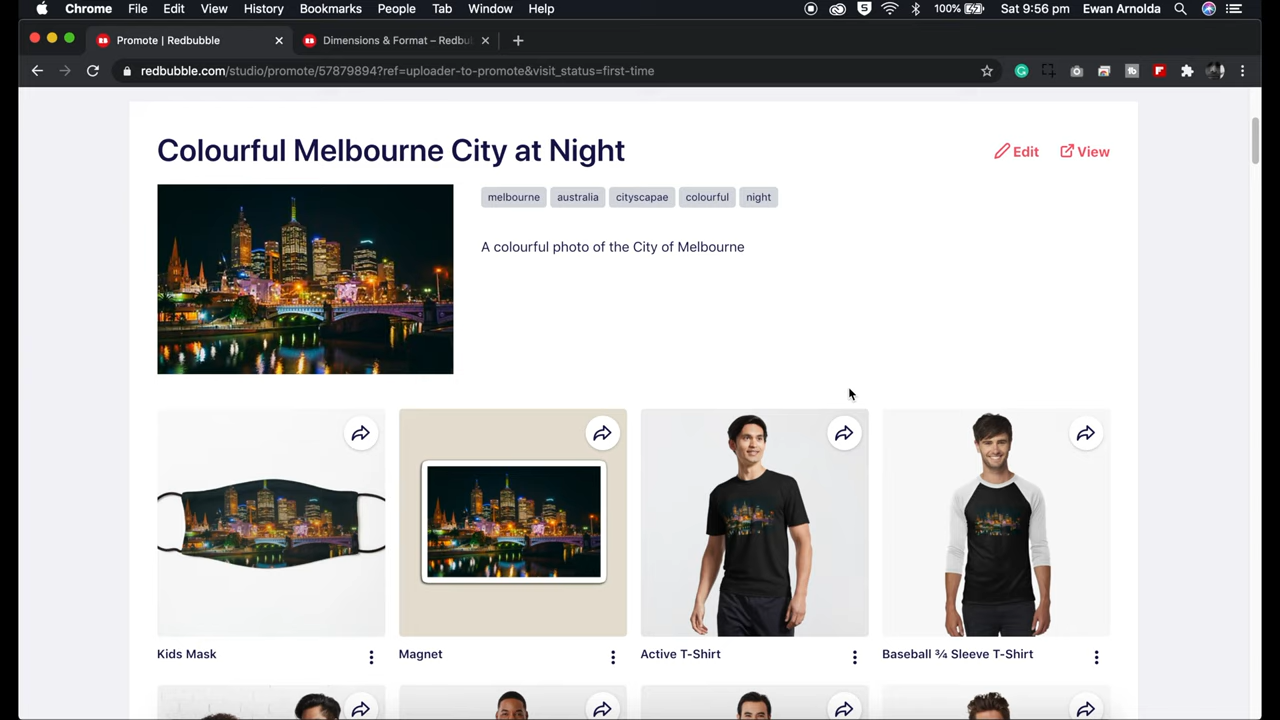 Chrome File Edit View History Bookmarks People Tab Window Help 100% Sat 9:56 pm Ewan Arnolda
Promote | Redbubble Dimensions & Format – Redbu
redbubble.com/studio/promote/57879894?ref=uploader-to-promote&visit_status=first-time
Colourful Melbourne City at Night
Edit View
melbourne australia cityscapae colourful night
A colourful photo of the City of Melbourne
Kids Mask Magnet Active T-Shirt Baseball ¾ Sleeve T-Shirt